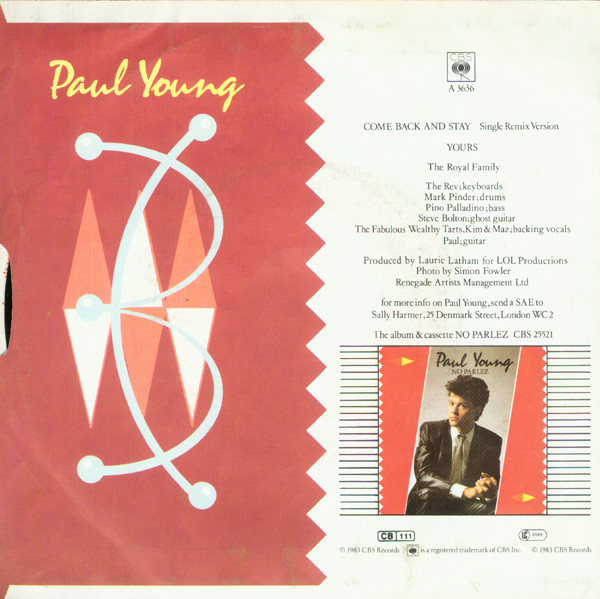 Paul Young
CBS
A 3636
COME BACK AND STAY Single Remix Version
YOURS
The Royal Family
The Rev; keyboards
Mark Pinder; drums
Pino Palladino; bass
Steve Bolton; ghost guitar
The Fabulous Wealthy Tarts, Kim & Maz; backing vocals
Paul; guitar
Produced by Laurie Latham for LOL Productions
Photo by Simon Fowler
Renegade Artists Management Ltd
for more info on Paul Young, send a SAE to
Sally Harmer, 25 Denmark Street, London WC2
The album & cassette NO PARLEZ CBS 25521
Paul Young
NO PARLEZ
CB 111
LC 0149
© 1983 CBS Records is a registered trademark of CBS Inc. © 1983 CBS Records